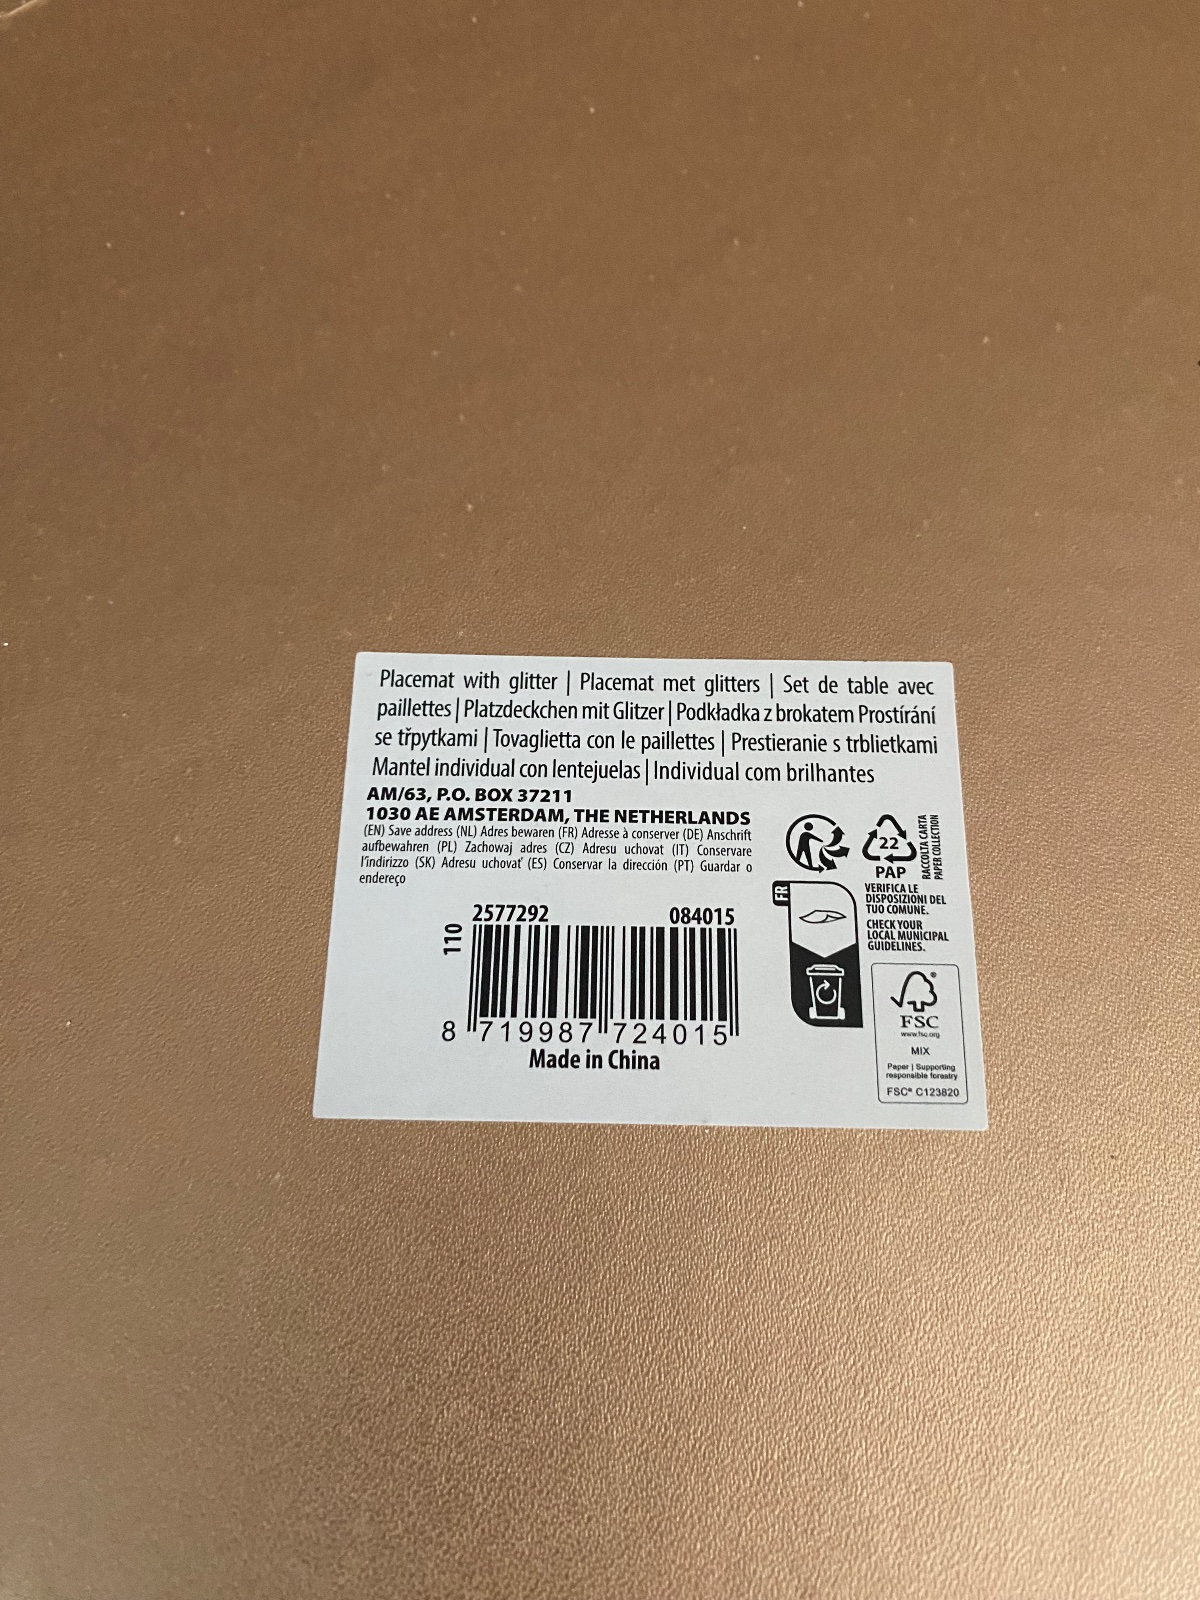 Placemat with glitter | Placemat met glitters | Set de table avec
paillettes | Platzdeckchen mit Glitzer | Podkładka z brokatem Prostírání
se třpytkami | Tovaglietta con le paillettes | Prestieranie s trblietkami
Mantel individual con lentejuelas | Individual com brilhantes
AM/63, P.O. BOX 37211
1030 AE AMSTERDAM, THE NETHERLANDS
(EN) Save address (NL) Adres bewaren (FR) Adresse à conserver (DE) Anschrift
aufbewahren (PL) Zachowaj adres (CZ) Adresu uchovat (IT) Conservare
l'indirizzo (SK) Adresu uchovať (ES) Conservar la dirección (PT) Guardar o
endereço
2577292 084015
110
8 719987 724015
Made in China
22
PAP
RACCOLTA CARTA
PAPER COLLECTION
VERIFICA LE
DISPOSIZIONI DEL
TUO COMUNE.
CHECK YOUR
LOCAL MUNICIPAL
GUIDELINES.
FR
FSC
www.fsc.org
MIX
Paper | Supporting
responsible forestry
FSC® C123820